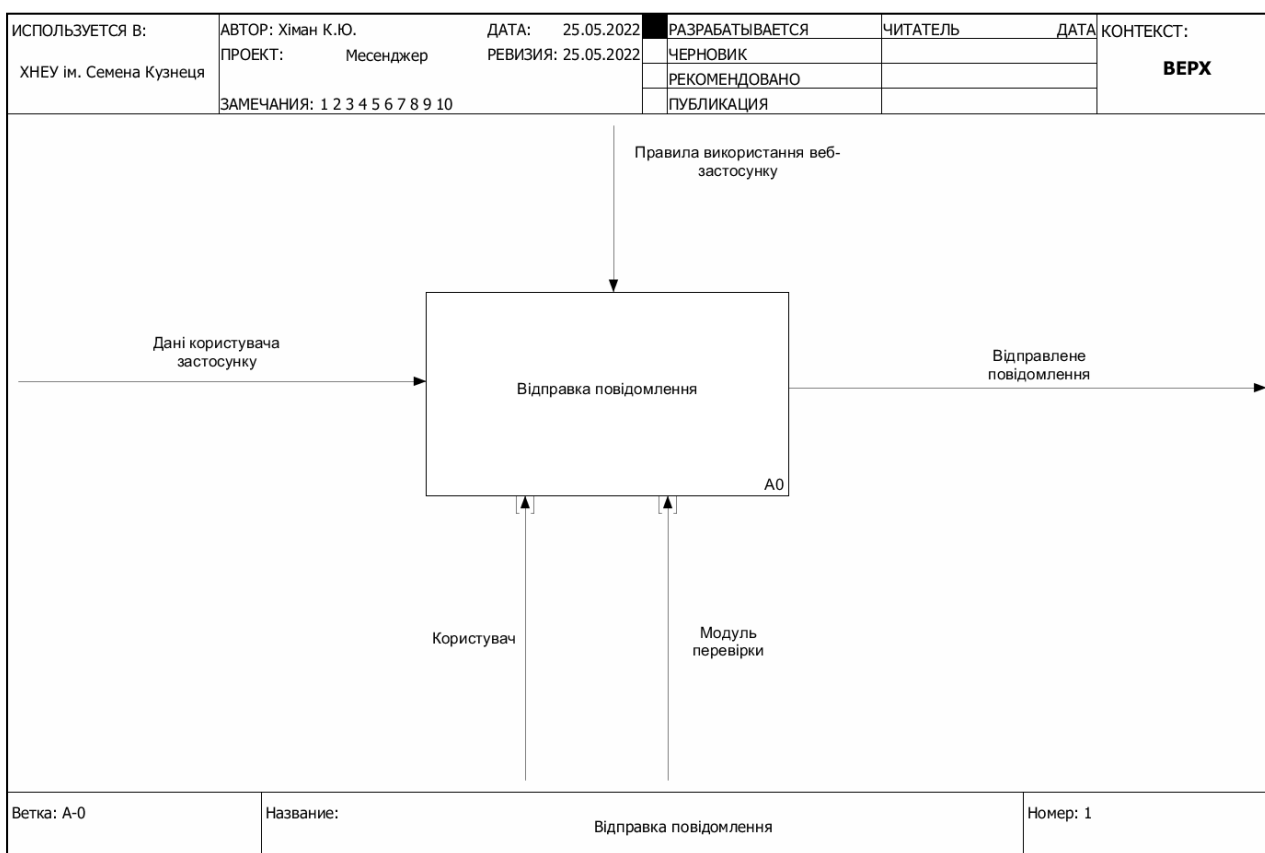 ИСПОЛЬЗУЕТСЯ В:
ХНЕУ ім. Семена Кузнеця
АВТОР: Хіман К.Ю.
ДАТА: 25.05.2022
ПРОЕКТ: Месенджер
РЕВИЗИЯ: 25.05.2022
ЗАМЕЧАНИЯ: 1 2 3 4 5 6 7 8 9 10
РАЗРАБАТЫВАЕТСЯ
ЧЕРНОВИК
РЕКОМЕНДОВАНО
ПУБЛИКАЦИЯ
ЧИТАТЕЛЬ
ДАТА
КОНТЕКСТ:
ВЕРХ
Правила використання веб-
застосунку
Дані користувача
застосунку
Відправка повідомлення
A0
Відправлене
повідомлення
Користувач
Модуль
перевірки
Ветка: A-0
Название:
Відправка повідомлення
Номер: 1